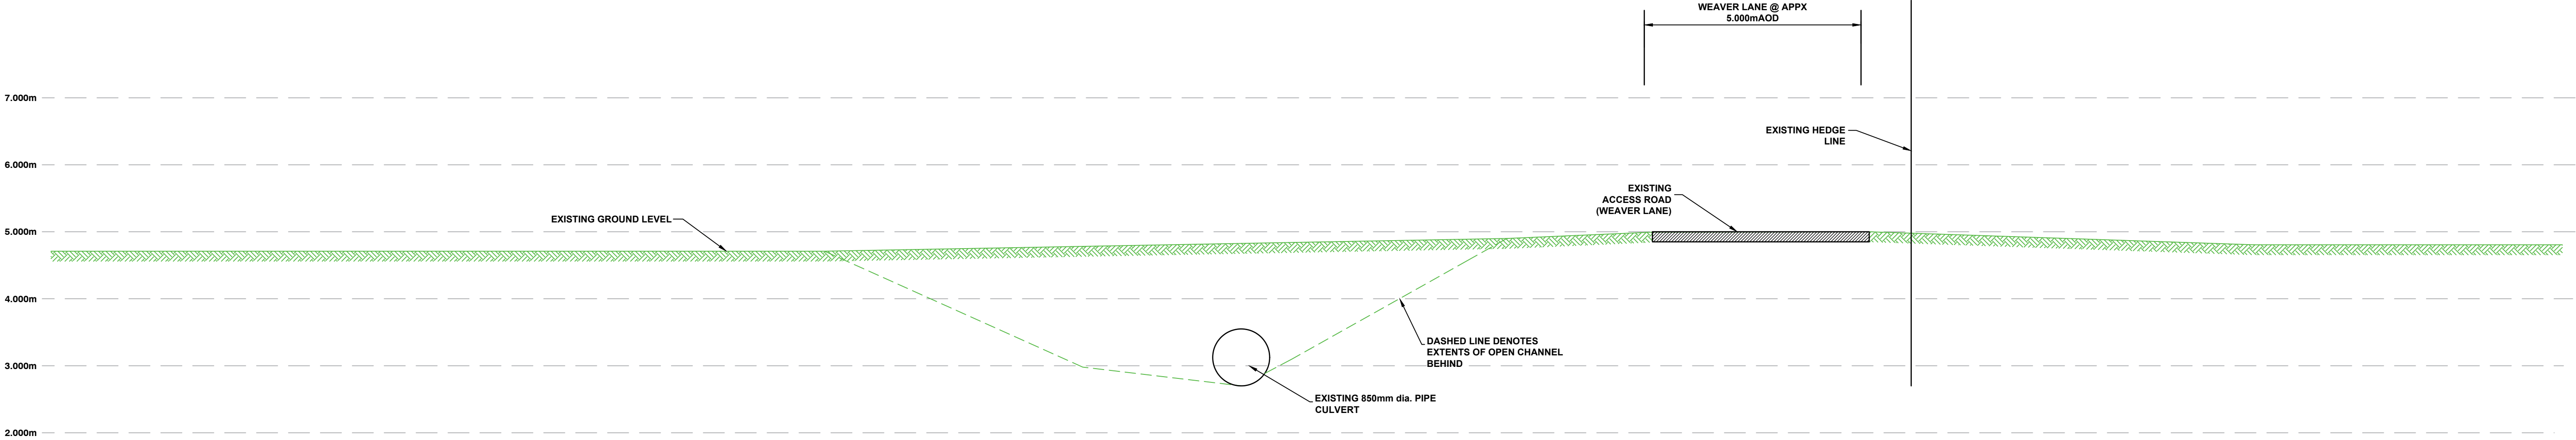 WEAVER LANE @ APPX
5.000mAOD
7.000m
EXISTING HEDGE
LINE
6.000m
EXISTING
ACCESS ROAD
(WEAVER LANE)
EXISTING GROUND LEVEL
5.000m
4.000m
DASHED LINE DENOTES
EXTENTS OF OPEN CHANNEL
BEHIND
3.000m
EXISTING 850mm dia. PIPE
CULVERT
2.000m